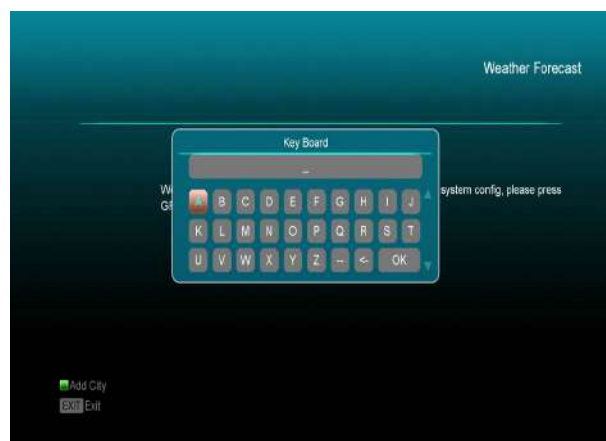 Weather Forecast
Key Board
_
system config, please press
A B C D E F G H I J
K L M N O P Q R S T
U V W X Y Z -- <- OK
Add City
EXIT Exit